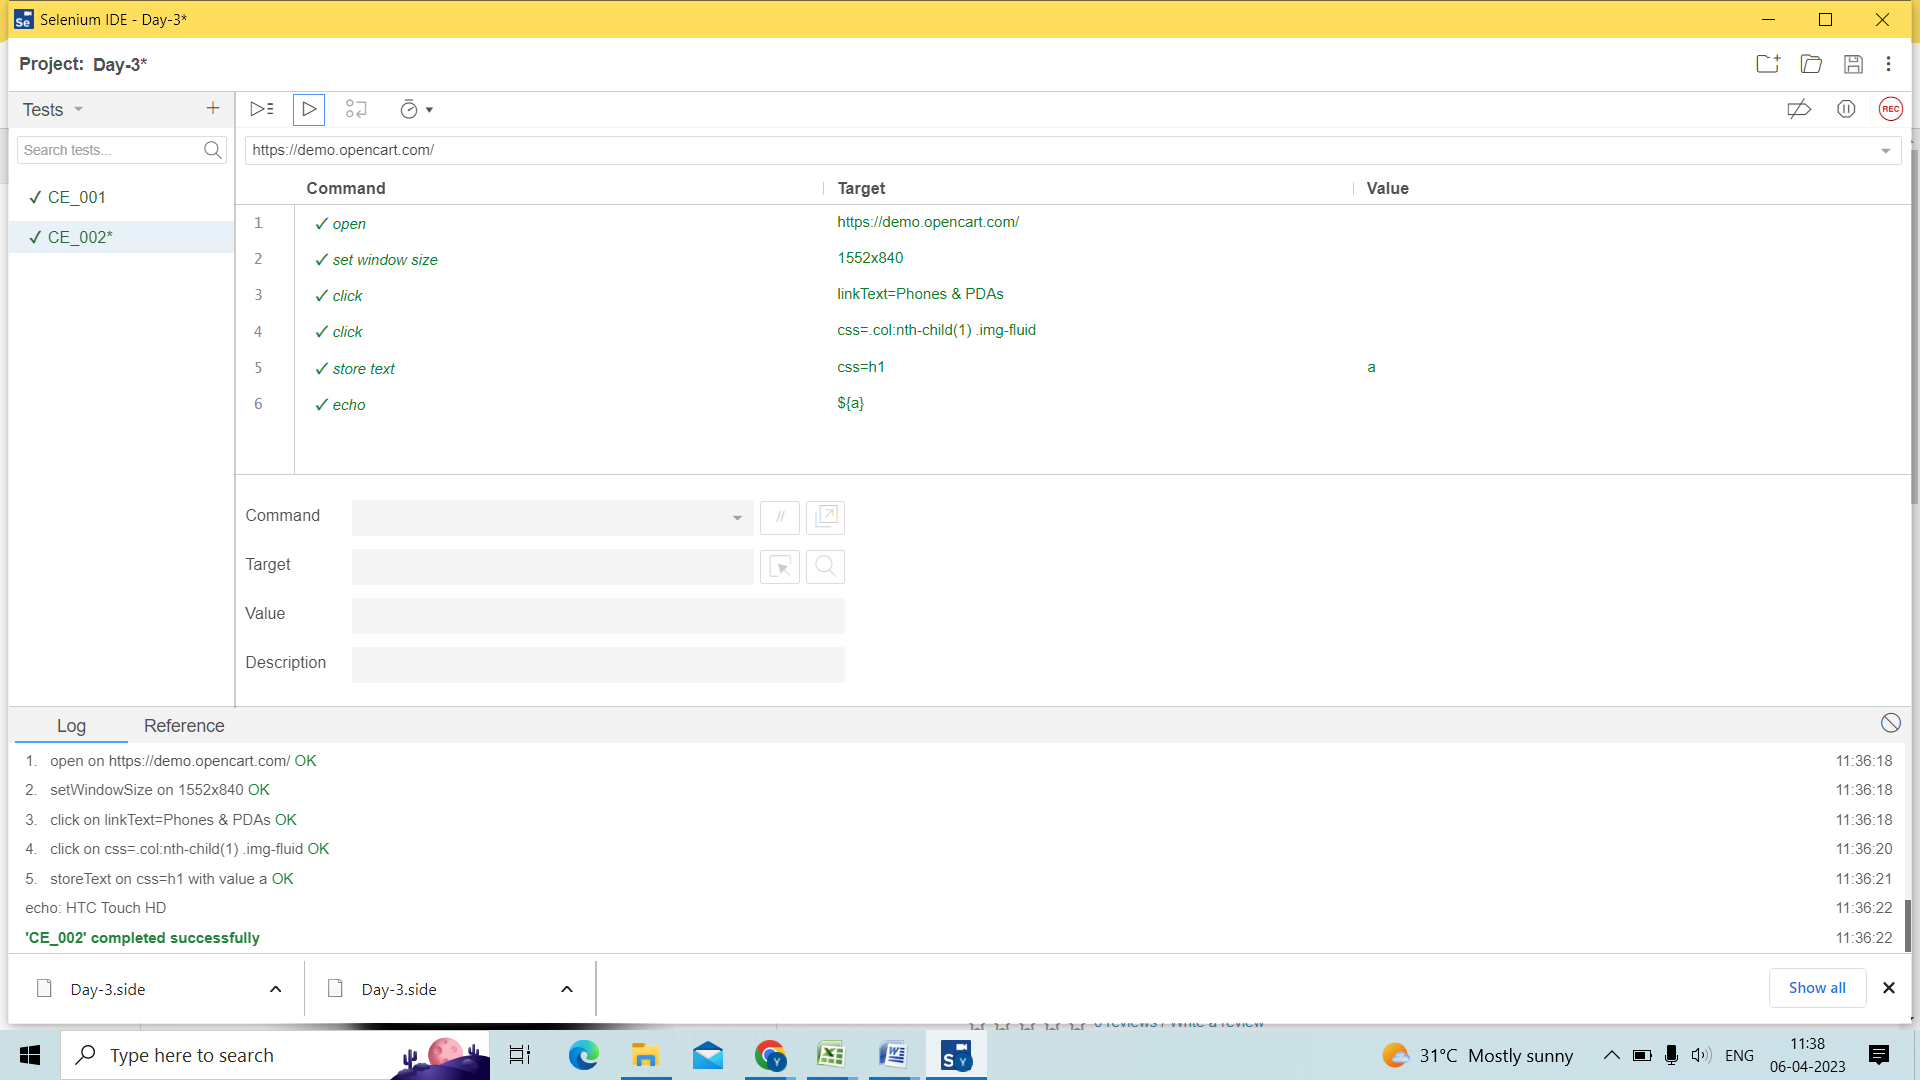 Selenium IDE - Day-3*
Project: Day-3*
Tests
Search tests...
https://demo.opencart.com/
REC
✓ CE_001
✓ CE_002*
Command Target Value
1 ✓ open https://demo.opencart.com/
2 ✓ set window size 1552x840
3 ✓ click linkText=Phones & PDAs
4 ✓ click css=.col:nth-child(1) .img-fluid
5 ✓ store text css=h1 a
6 ✓ echo ${a}
Command //
Target
Value
Description
Log Reference
1. open on https://demo.opencart.com/ OK 11:36:18
2. setWindowSize on 1552x840 OK 11:36:18
3. click on linkText=Phones & PDAs OK 11:36:18
4. click on css=.col:nth-child(1) .img-fluid OK 11:36:20
5. storeText on css=h1 with value a OK 11:36:21
echo: HTC Touch HD 11:36:22
'CE_002' completed successfully 11:36:22
Day-3.side Day-3.side Show all
0 reviews / Write a review
Type here to search 31°C Mostly sunny ENG 11:38
06-04-2023